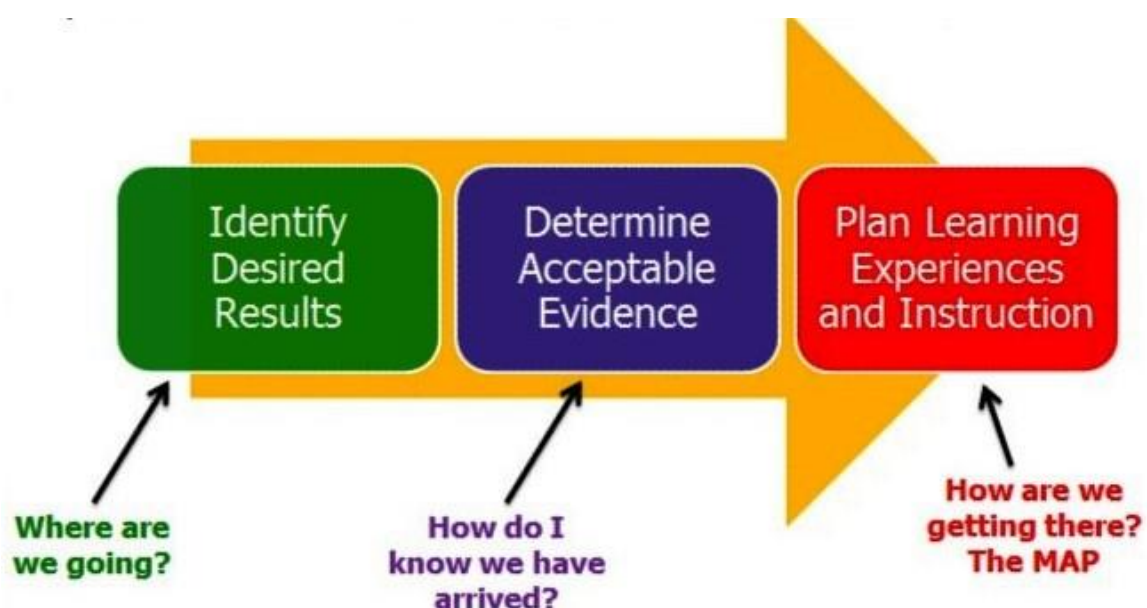 Identify
Desired
Results
Determine
Acceptable
Evidence
Plan Learning
Experiences
and Instruction
Where are
we going?
How do I
know we have
arrived?
How are we
getting there?
The MAP